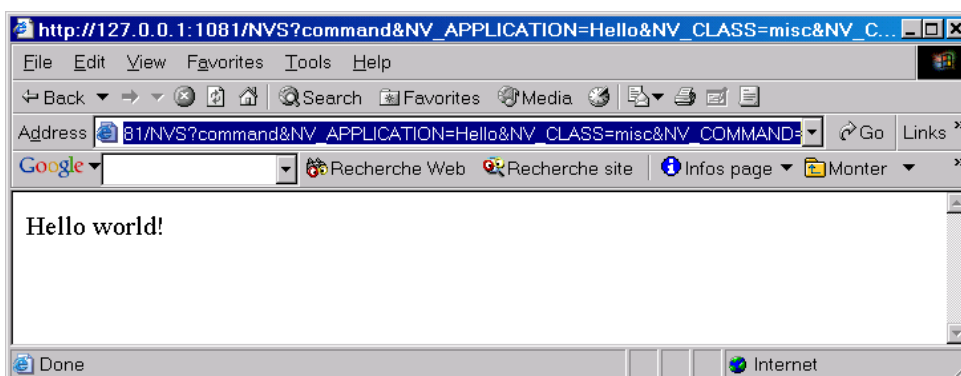 http://127.0.0.1:1081/NVS?command&NV_APPLICATION=Hello&NV_CLASS=misc&NV_C...
File Edit View Favorites Tools Help
Back Search Favorites Media
Address 81/NVS?command&NV_APPLICATION=Hello&NV_CLASS=misc&NV_COMMAND= Go Links »
Google Recherche Web Recherche site Infos page Monter »
Hello world!
Done Internet